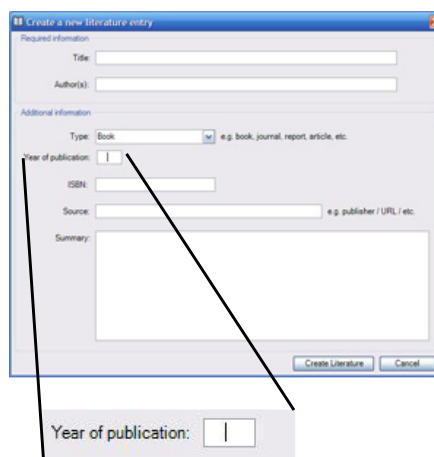 Create a new literature entry
Required information
Title:
Author(s):
Additional information
Type: Book e.g. book, journal, report, article, etc.
Year of publication:
ISBN:
Source: e.g. publisher / URL / etc.
Summary:
Create Literature Cancel
Year of publication: